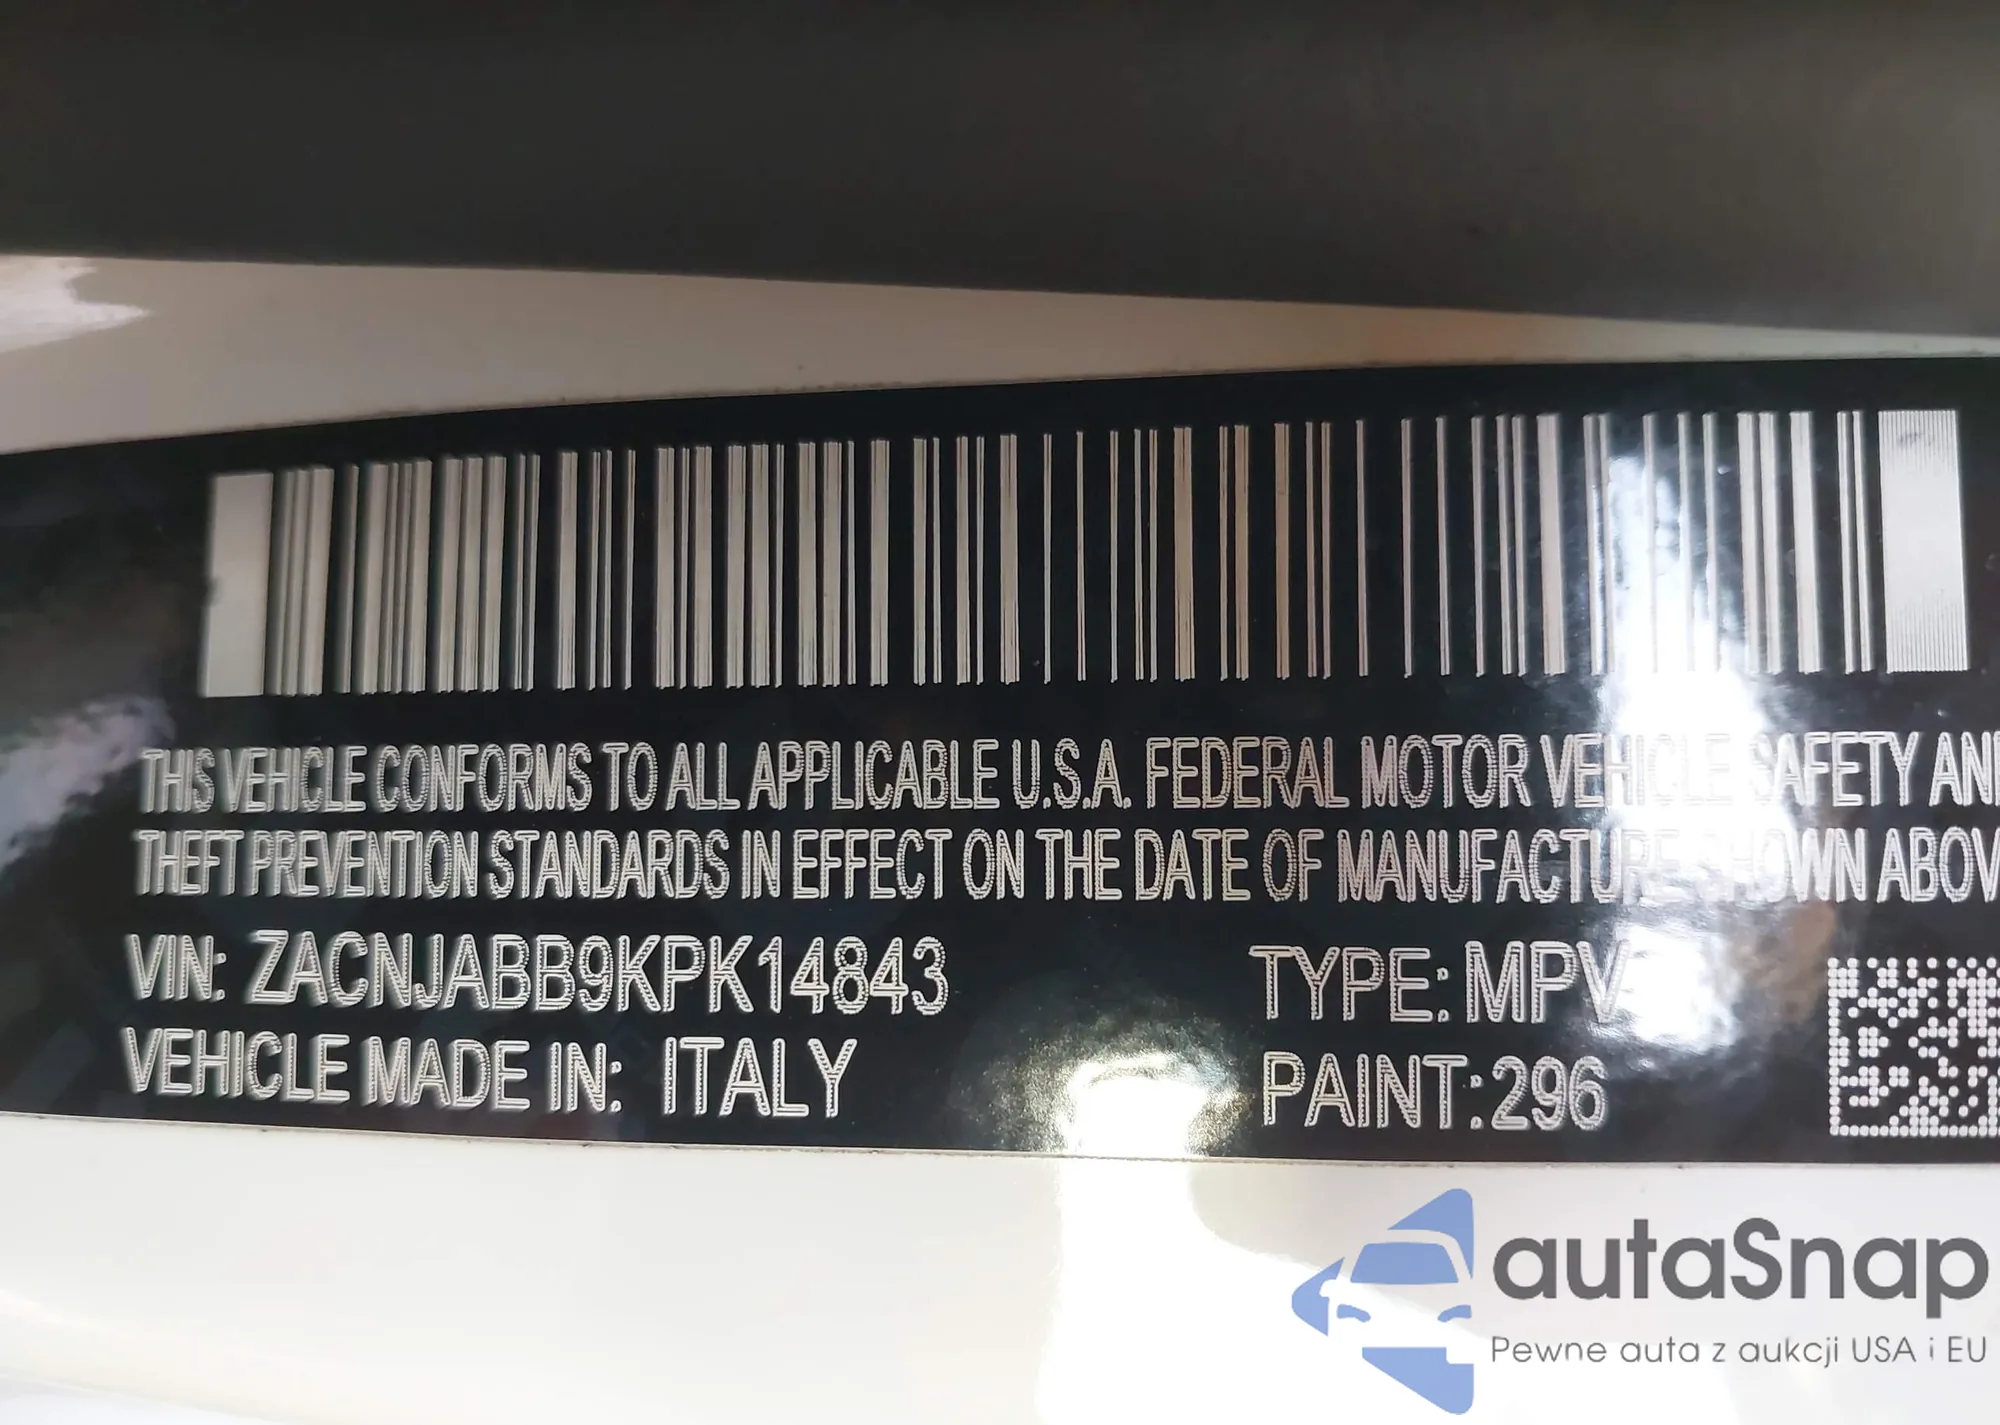 THIS VEHICLE CONFORMS TO ALL APPLICABLE U.S.A. FEDERAL MOTOR VEHICLE SAFETY AND
THEFT PREVENTION STANDARDS IN EFFECT ON THE DATE OF MANUFACTURE SHOWN ABOV
VIN: ZACNJABB9KPK14843
TYPE: MPV
VEHICLE MADE IN: ITALY
PAINT: 296
autaSnap
Pewne auta z aukcji USA i EU